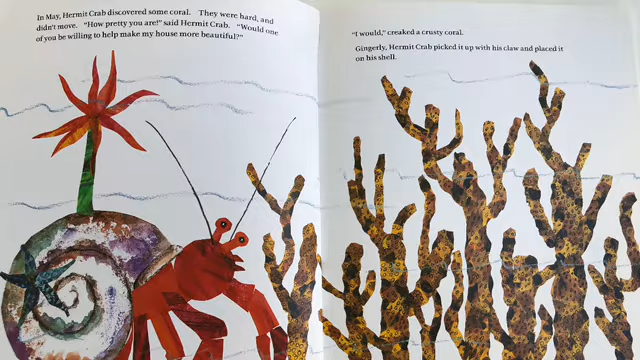 In May, Hermit Crab discovered some coral. They were hard, and
didn't move. "How pretty you are!" said Hermit Crab. "Would one
of you be willing to help make my house more beautiful?"
"I would," creaked a crusty coral.
Gingerly, Hermit Crab picked it up with his claw and placed it
on his shell.